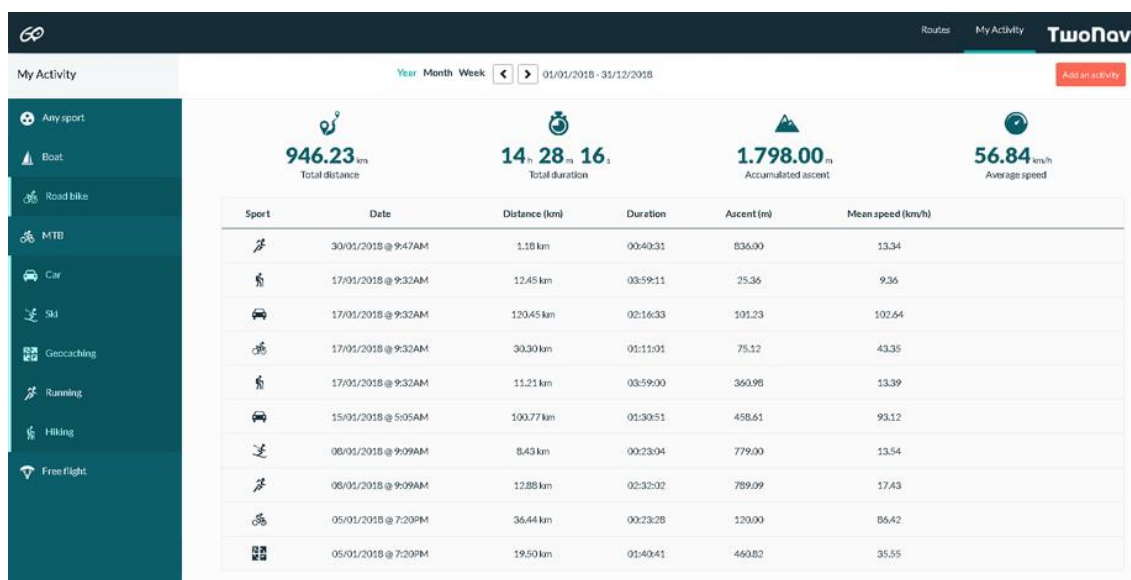 GO
Routes My Activity TwoNav
My Activity
Year Month Week 01/01/2018 - 31/12/2018
Add an activity
Any sport
Boat
Road bike
MTB
Car
Ski
Geocaching
Running
Hiking
Free flight
946.23 km
Total distance
14 h 28 m 16 s
Total duration
1.798.00 m
Accumulated ascent
56.84 km/h
Average speed
Sport Date Distance (km) Duration Ascent (m) Mean speed (km/h)
30/01/2018 @ 9:47AM 1.18 km 00:40:31 836.00 13.34
17/01/2018 @ 9:32AM 12.45 km 03:59:11 25.36 9.36
17/01/2018 @ 9:32AM 120.45 km 02:16:33 101.23 102.64
17/01/2018 @ 9:32AM 30.30 km 01:11:01 75.12 43.35
17/01/2018 @ 9:32AM 11.21 km 03:59:00 360.98 13.39
15/01/2018 @ 5:05AM 100.77 km 01:30:51 458.61 93.12
08/01/2018 @ 9:09AM 8.43 km 00:23:04 779.00 13.54
08/01/2018 @ 9:09AM 12.88 km 02:32:02 789.09 17.43
05/01/2018 @ 7:20PM 36.44 km 00:23:28 120.00 86.42
05/01/2018 @ 7:20PM 19.50 km 01:40:41 460.82 35.55